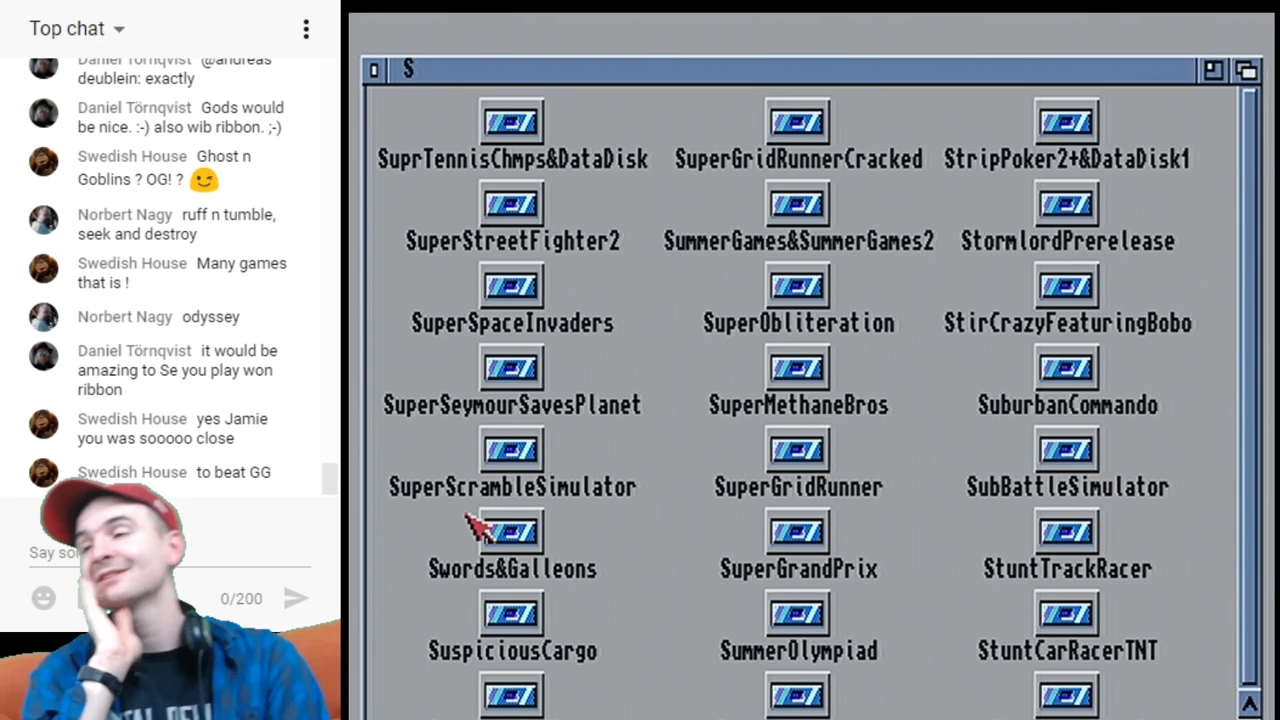 Top chat
Daniel Törnqvist @andreas
deublein: exactly
Daniel Törnqvist Gods would
be nice. :-) also wib ribbon. ;-)
Swedish House Ghost n
Goblins ? OG! ?
Norbert Nagy ruff n tumble,
seek and destroy
Swedish House Many games
that is !
Norbert Nagy odyssey
Daniel Törnqvist it would be
amazing to Se you play won
ribbon
Swedish House yes Jamie
you was sooooo close
Swedish House to beat GG
Say
0/200
S
SuprTennisChmps&DataDisk SuperGridRunnerCracked StripPoker2+&DataDisk1
SuperStreetFighter2 SummerGames&SummerGames2 StormlordPrerelease
SuperSpaceInvaders SuperObliteration StirCrazyFeaturingBobo
SuperSeymourSavesPlanet SuperMethaneBros SuburbanCommando
SuperScrambleSimulator SuperGridRunner SubBattleSimulator
Swords&Galleons SuperGrandPrix StuntTrackRacer
SuspiciousCargo SummerOlympiad StuntCarRacerTNT